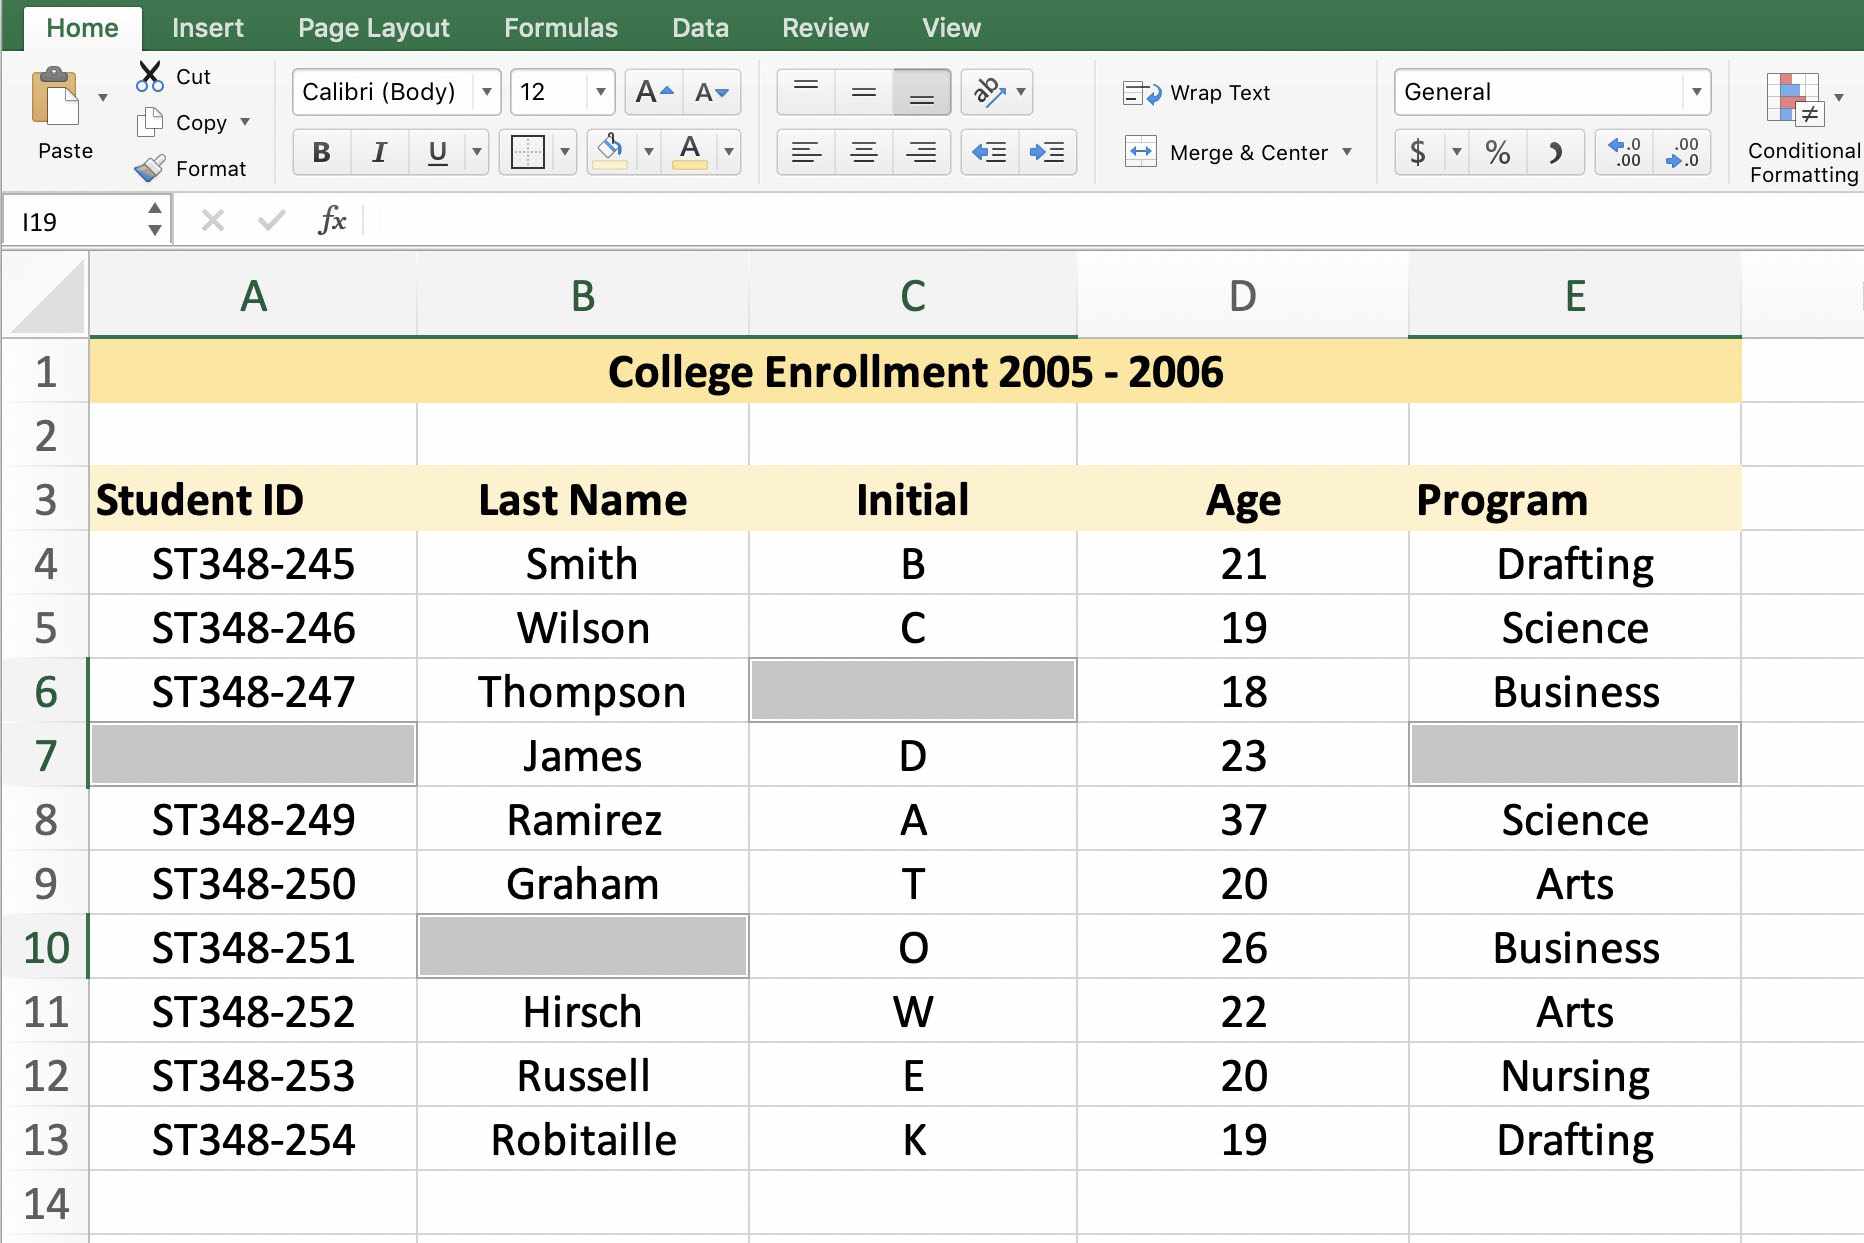 Home Insert Page Layout Formulas Data Review View
Paste
Cut
Copy
Format
Calibri (Body) 12 A A
B I U A
ab
Wrap Text
Merge & Center
General
$ % ,
.0 .00 .00 .0
Conditional
Formatting
I19 fx
A B C D E
1 College Enrollment 2005 - 2006
2
3 Student ID Last Name Initial Age Program
4 ST348-245 Smith B 21 Drafting
5 ST348-246 Wilson C 19 Science
6 ST348-247 Thompson 18 Business
7 James D 23
8 ST348-249 Ramirez A 37 Science
9 ST348-250 Graham T 20 Arts
10 ST348-251 O 26 Business
11 ST348-252 Hirsch W 22 Arts
12 ST348-253 Russell E 20 Nursing
13 ST348-254 Robitaille K 19 Drafting
14